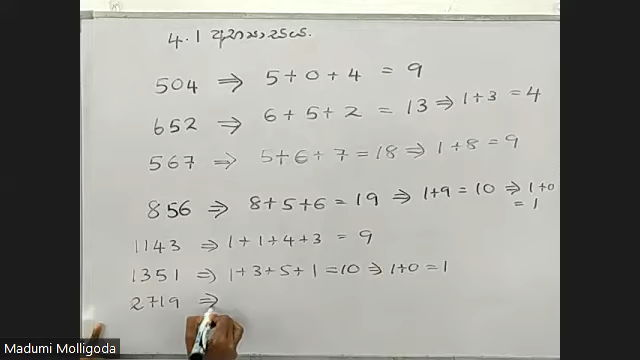 4.1 අභ්‍යාසය.
504 ⇒ 5+0+4 = 9
652 ⇒ 6+5+2 = 13 ⇒ 1+3 = 4
567 ⇒ 5+6+7 = 18 ⇒ 1+8 = 9
856 ⇒ 8+5+6 = 19 ⇒ 1+9 = 10 ⇒ 1+0
= 1
1143 ⇒ 1+1+4+3 = 9
1351 ⇒ 1+3+5+1 = 10 ⇒ 1+0 = 1
2719 ⇒
Madumi Molligoda